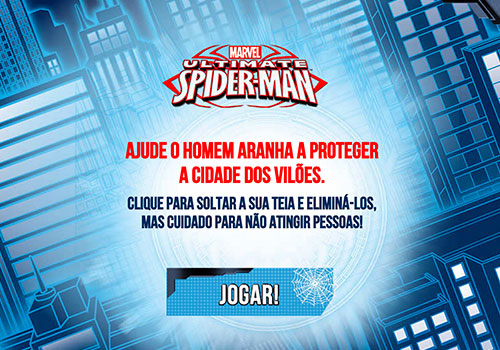 MARVEL
ULTIMATE
SPIDER-MAN
AJUDE O HOMEM ARANHA A PROTEGER
A CIDADE DOS VILÕES.
CLIQUE PARA SOLTAR A SUA TEIA E ELIMINÁ-LOS,
MAS CUIDADO PARA NÃO ATINGIR PESSOAS!
JOGAR!